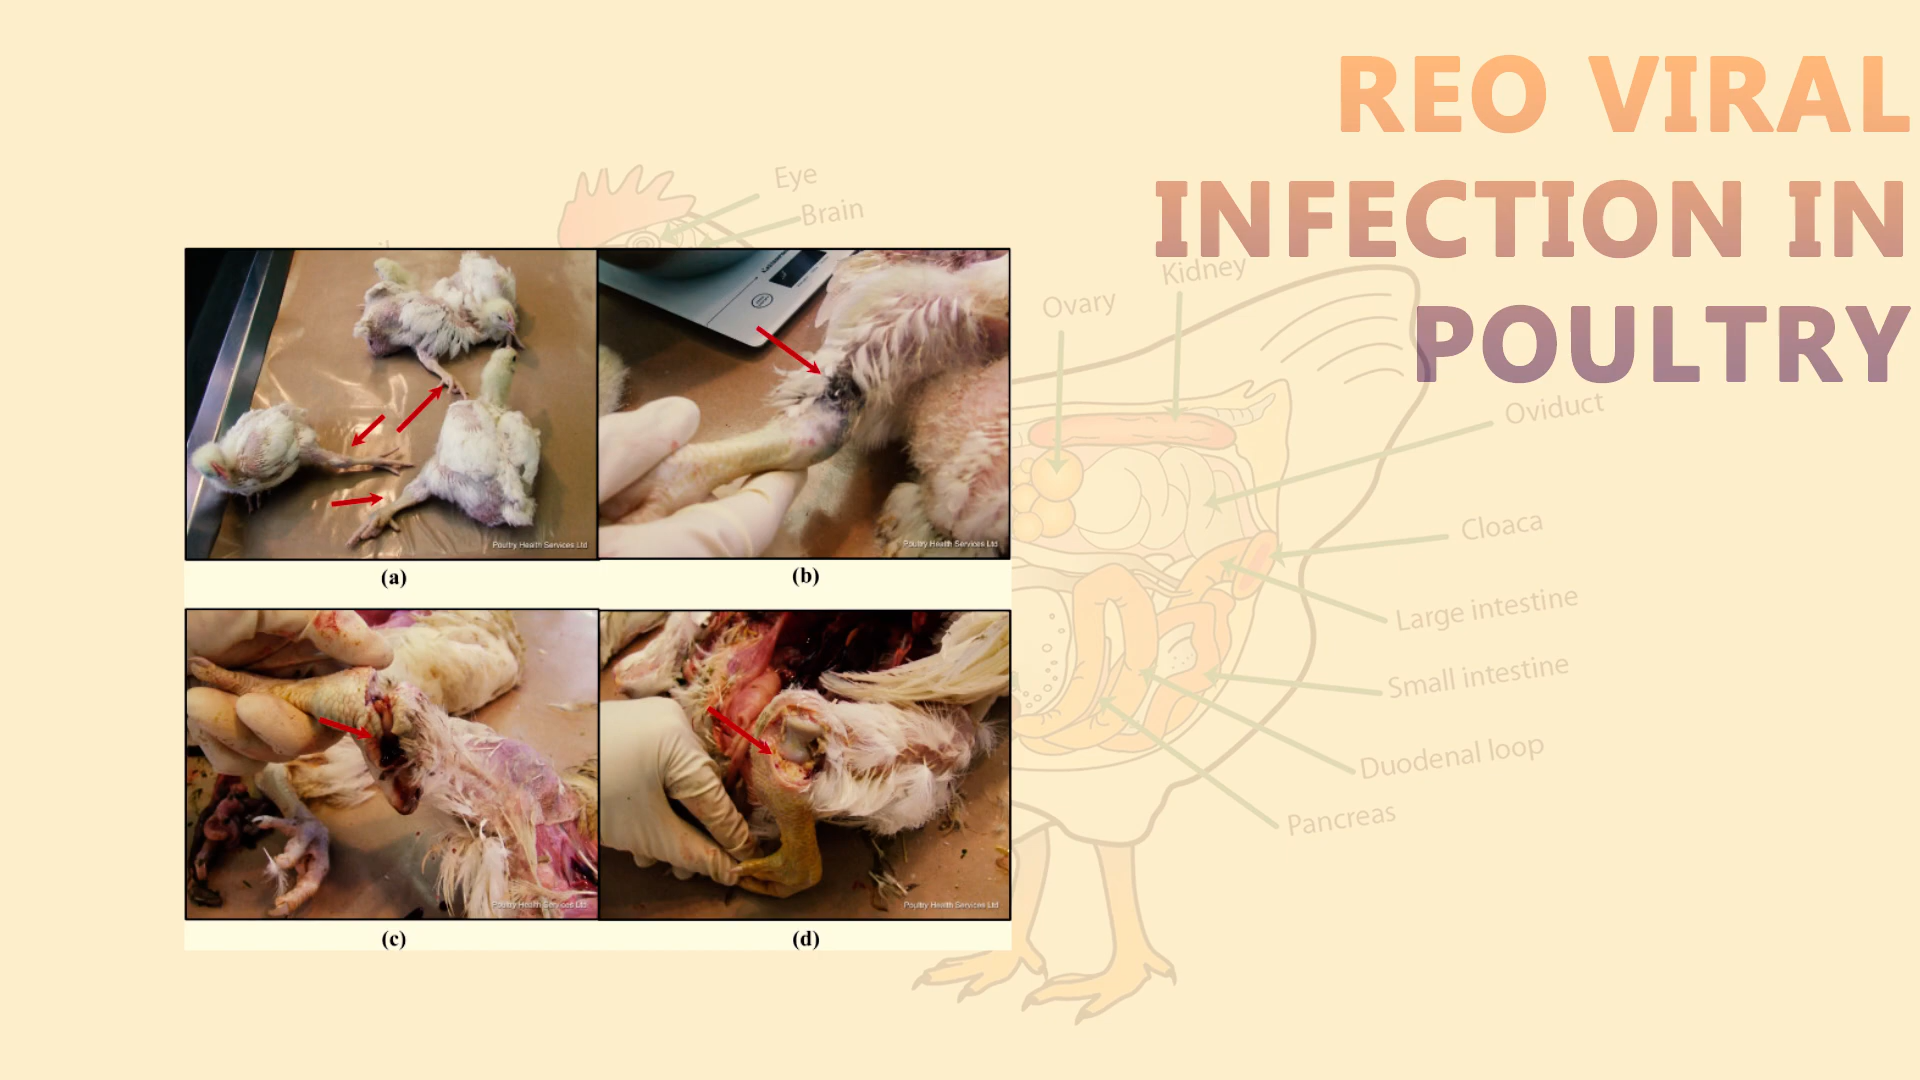 REO VIRAL
INFECTION IN
POULTRY
Eye
Brain
Kidney
Ovary
Oviduct
Cloaca
Large intestine
Small intestine
Duodenal loop
Pancreas
Poultry Health Services Ltd
Poultry Health Services Ltd
(a)
(b)
Poultry Health Services Ltd
Poultry Health Services Ltd
(c)
(d)